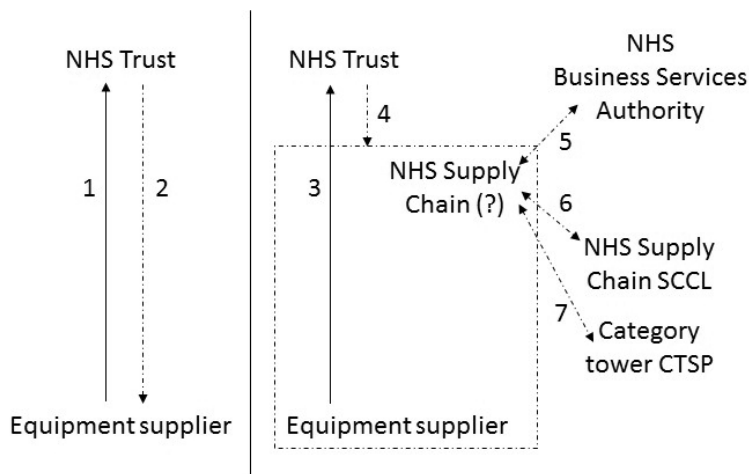 NHS Trust
1
2
Equipment supplier
NHS Trust
4
3
NHS Supply
Chain (?)
Equipment supplier
NHS
Business Services
Authority
5
6
NHS Supply
Chain SCCL
7
Category
tower CTSP